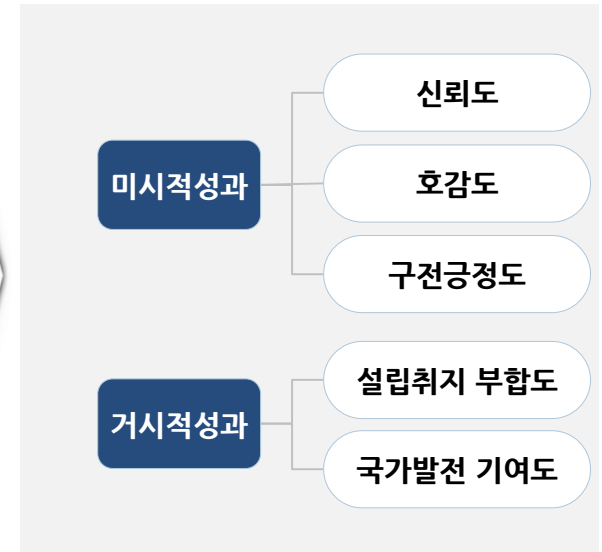 미시적성과
신뢰도
호감도
구전긍정도
거시적성과
설립취지 부합도
국가발전 기여도